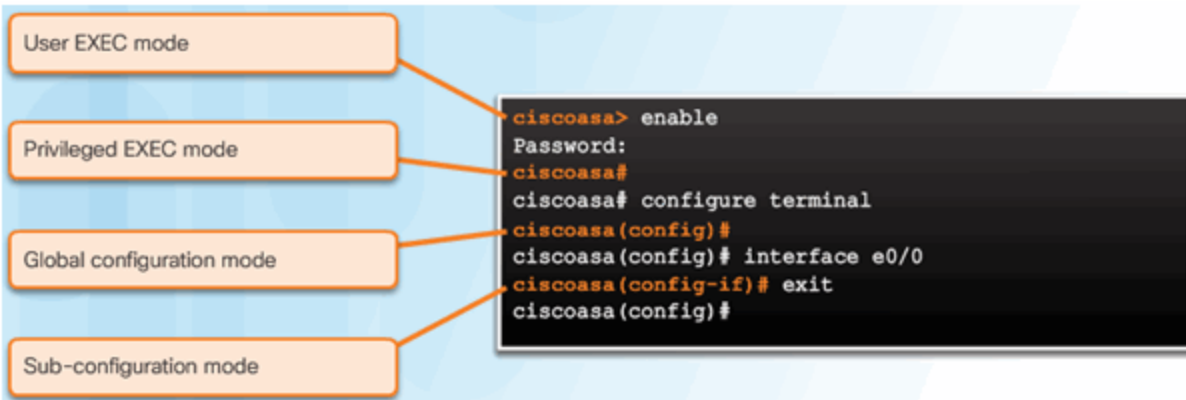 User EXEC mode
Privileged EXEC mode
Global configuration mode
Sub-configuration mode
ciscoasa> enable
Password:
ciscoasa#
ciscoasa# configure terminal
ciscoasa(config)#
ciscoasa(config)# interface e0/0
ciscoasa(config-if)# exit
ciscoasa(config)#